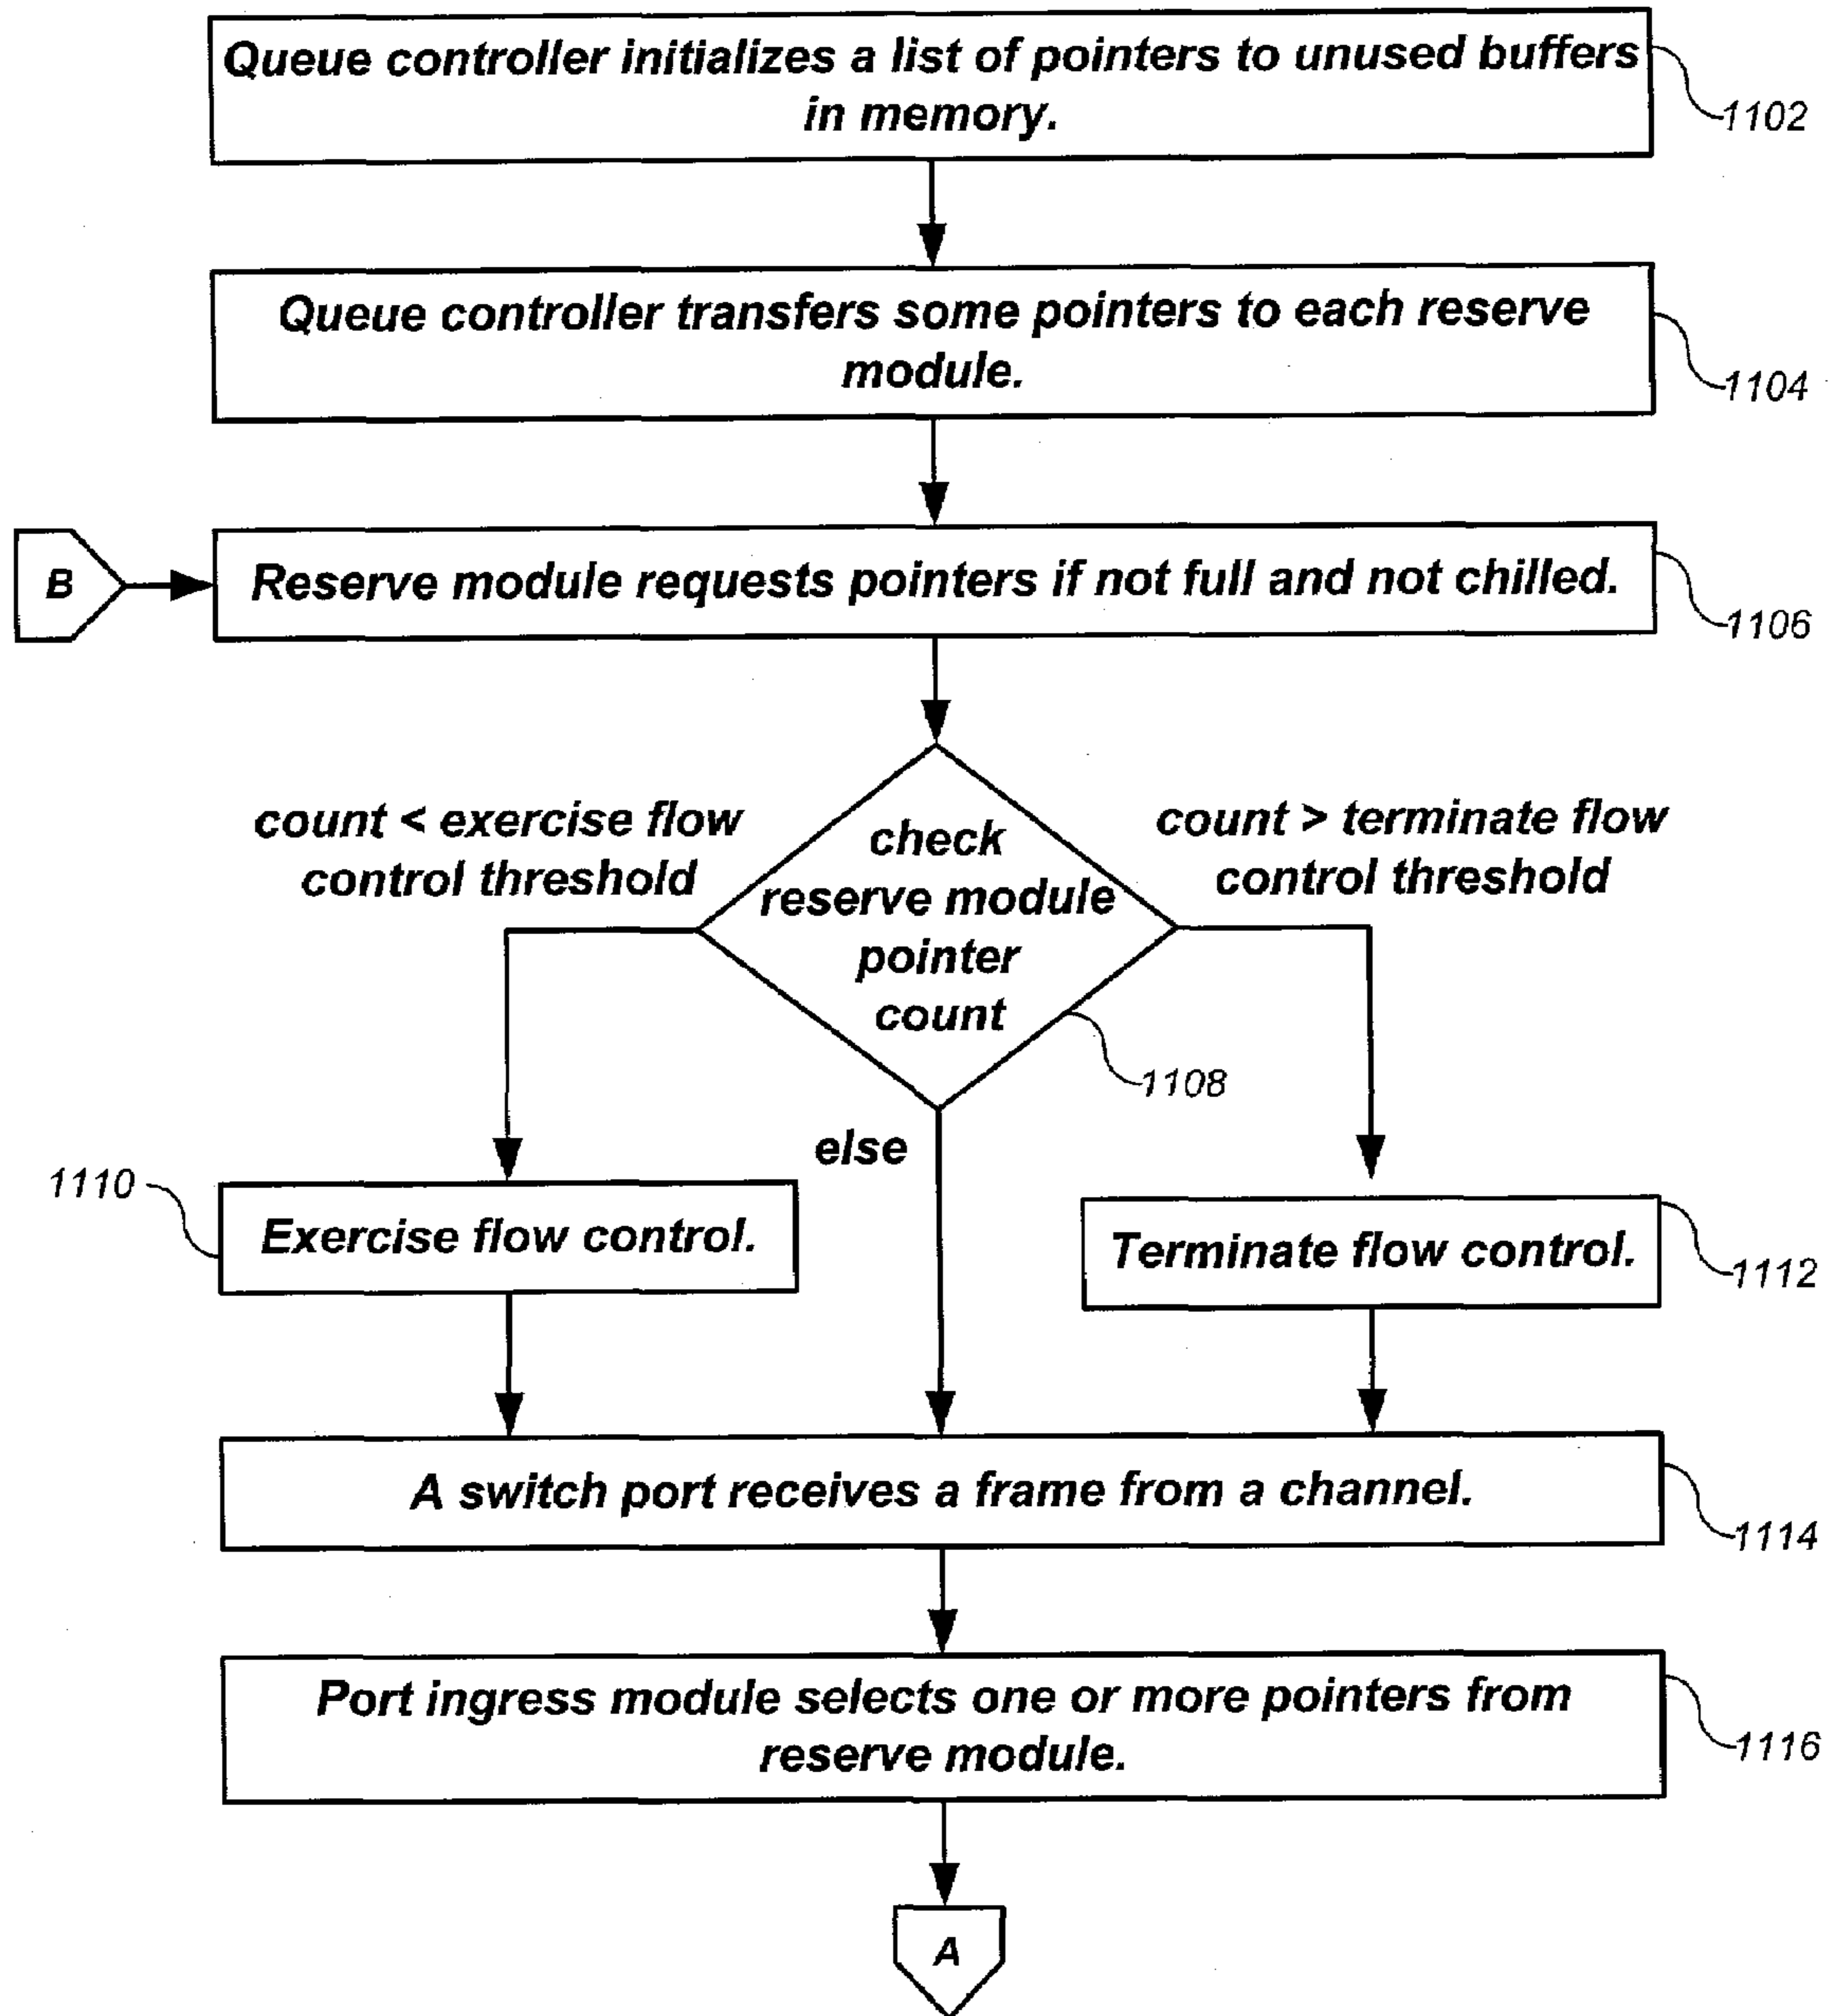 Queue controller initializes a list of pointers to unused buffers
in memory.
1102
Queue controller transfers some pointers to each reserve
module.
1104
B
Reserve module requests pointers if not full and not chilled.
1106
count < exercise flow
control threshold
check
reserve module
pointer
count
count > terminate flow
control threshold
1108
else
1110
Exercise flow control.
Terminate flow control.
1112
A switch port receives a frame from a channel.
1114
Port ingress module selects one or more pointers from
reserve module.
1116
A